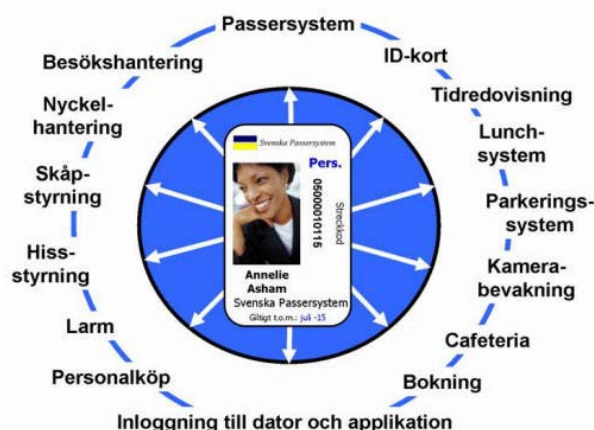 Passersystem
ID-kort
Tidredovisning
Lunch-
system
Parkerings-
system
Kamera-
bevakning
Cafeteria
Bokning
Inloggning till dator och applikation
Personalköp
Larm
Hiss-
styrning
Skåp-
styrning
Nyckel-
hantering
Besökshantering
Svenska Passersystem
Pers.
05000010115
Streckkod
Annelie
Asham
Svenska Passersystem
Giltigt t.o.m.: juli -15